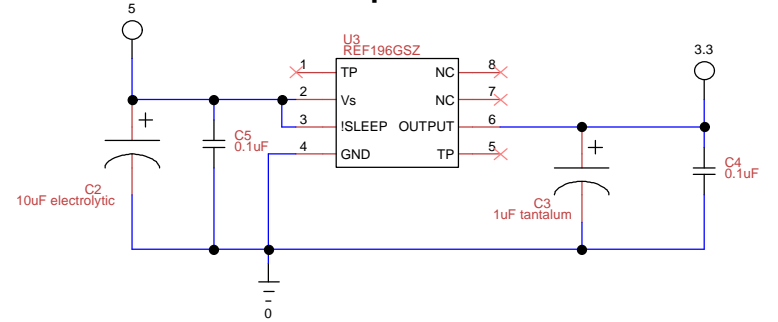 5
U3
REF196GSZ
1 TP NC 8
2 Vs NC 7
3 !SLEEP OUTPUT 6
4 GND TP 5
3.3
+
C2
10uF electrolytic
C5
0.1uF
+
C3
1uF tantalum
C4
0.1uF
0